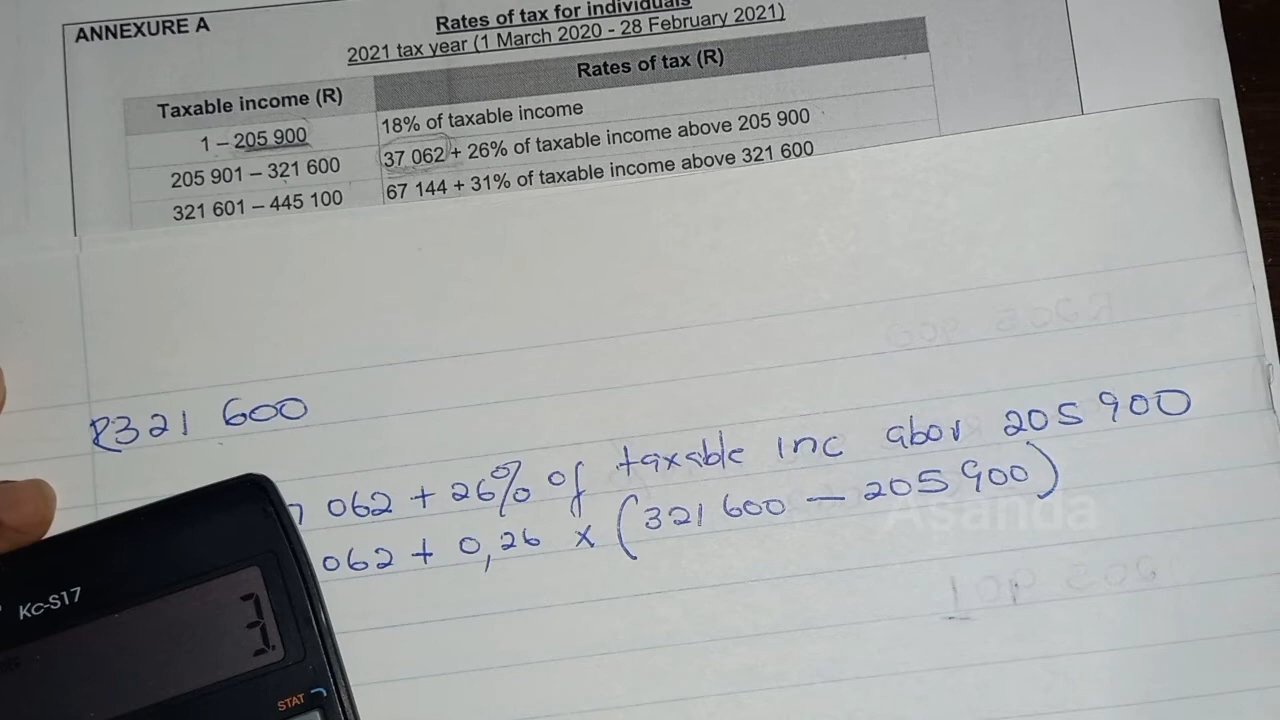 ANNEXURE A
Rates of tax for individuals
2021 tax year (1 March 2020 - 28 February 2021)
Taxable income (R) Rates of tax (R)
1 – 205 900 18% of taxable income
205 901 – 321 600 37 062 + 26% of taxable income above 205 900
321 601 – 445 100 67 144 + 31% of taxable income above 321 600
R321 600
7 062 + 26% of taxable inc abov 205 900
062 + 0,26 x (321 600 – 205 900)
Asanda
KC-S17
STAT